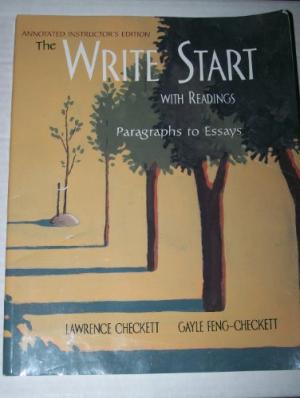 ANNOTATED INSTRUCTOR'S EDITION
The WRITE START
WITH READINGS
Paragraphs to Essays
LAWRENCE CHECKETT GAYLE FENG-CHECKETT